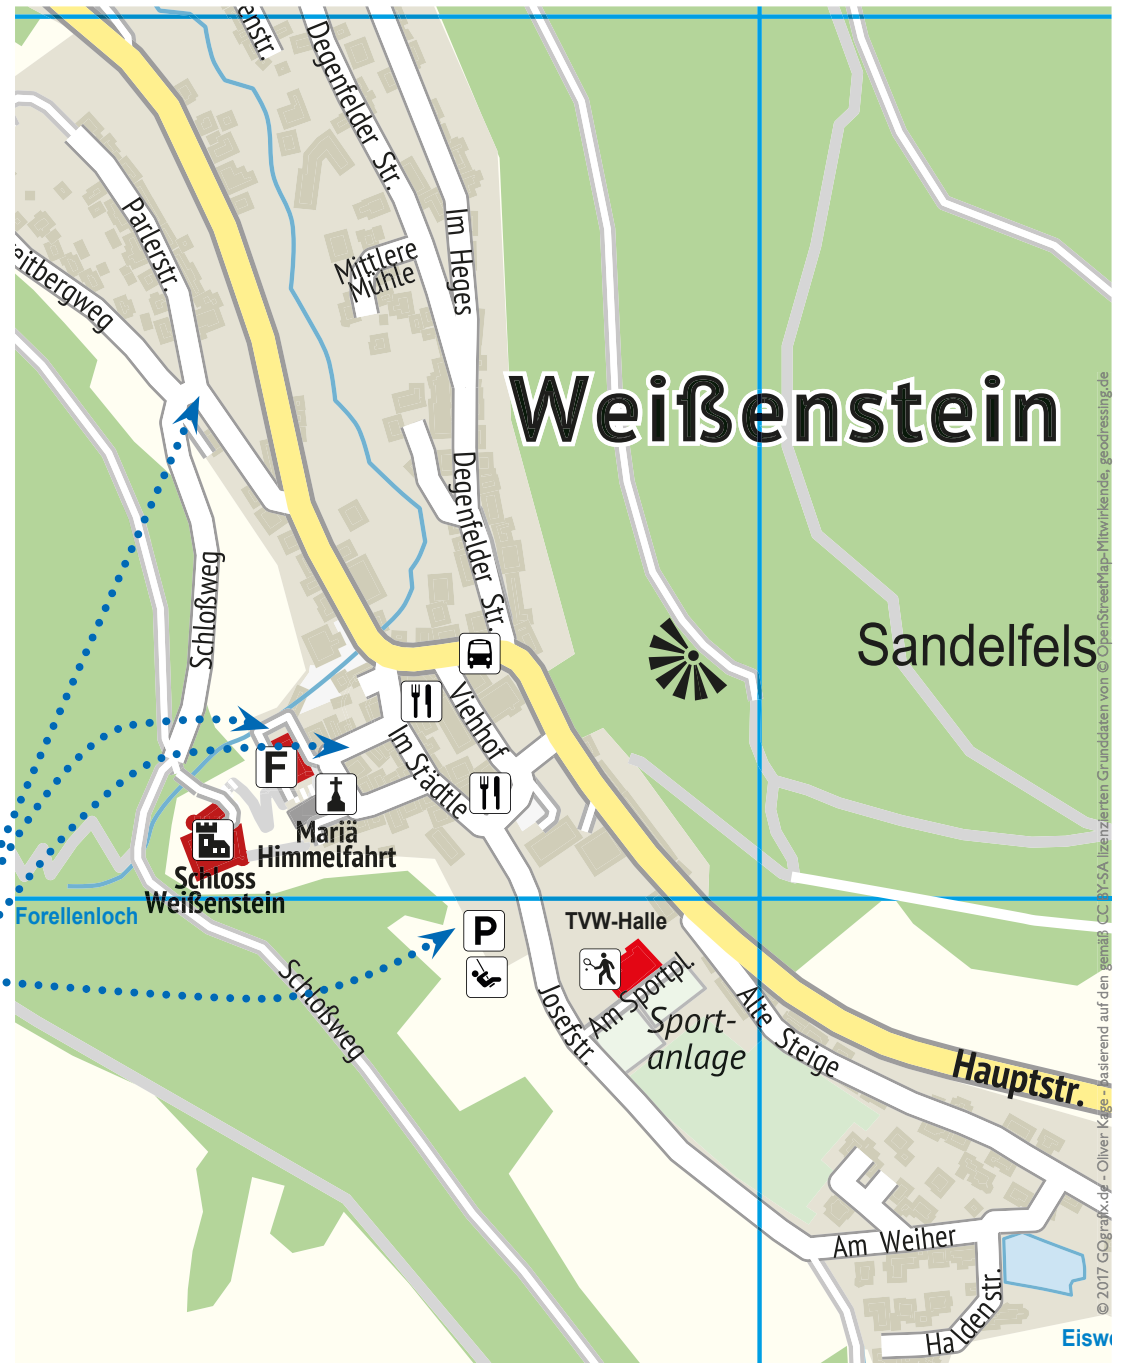 enstr.
Degenfelder Str.
Parlerstr.
Im Heges
Mittlere
Mühle
eitbergweg
Weißenstein
Degenfelder Str.
Schloßweg
Sandelfels
Viehhof
Im Städtle
F
Mariä
Himmelfahrt
Schloss
Weißenstein
Forellenloch
P
TVW-Halle
Am Sportpl.
Sport-
anlage
Josefstr.
Alte Steige
Schloßweg
Hauptstr.
Am Weiher
Haldenstr.
Eisw
© 2017 GOgrafix.de - Oliver Kage - basierend auf den gemäß CC BY-SA lizenzierten Grunddaten von © OpenStreetMap-Mitwirkende, geodressing.de